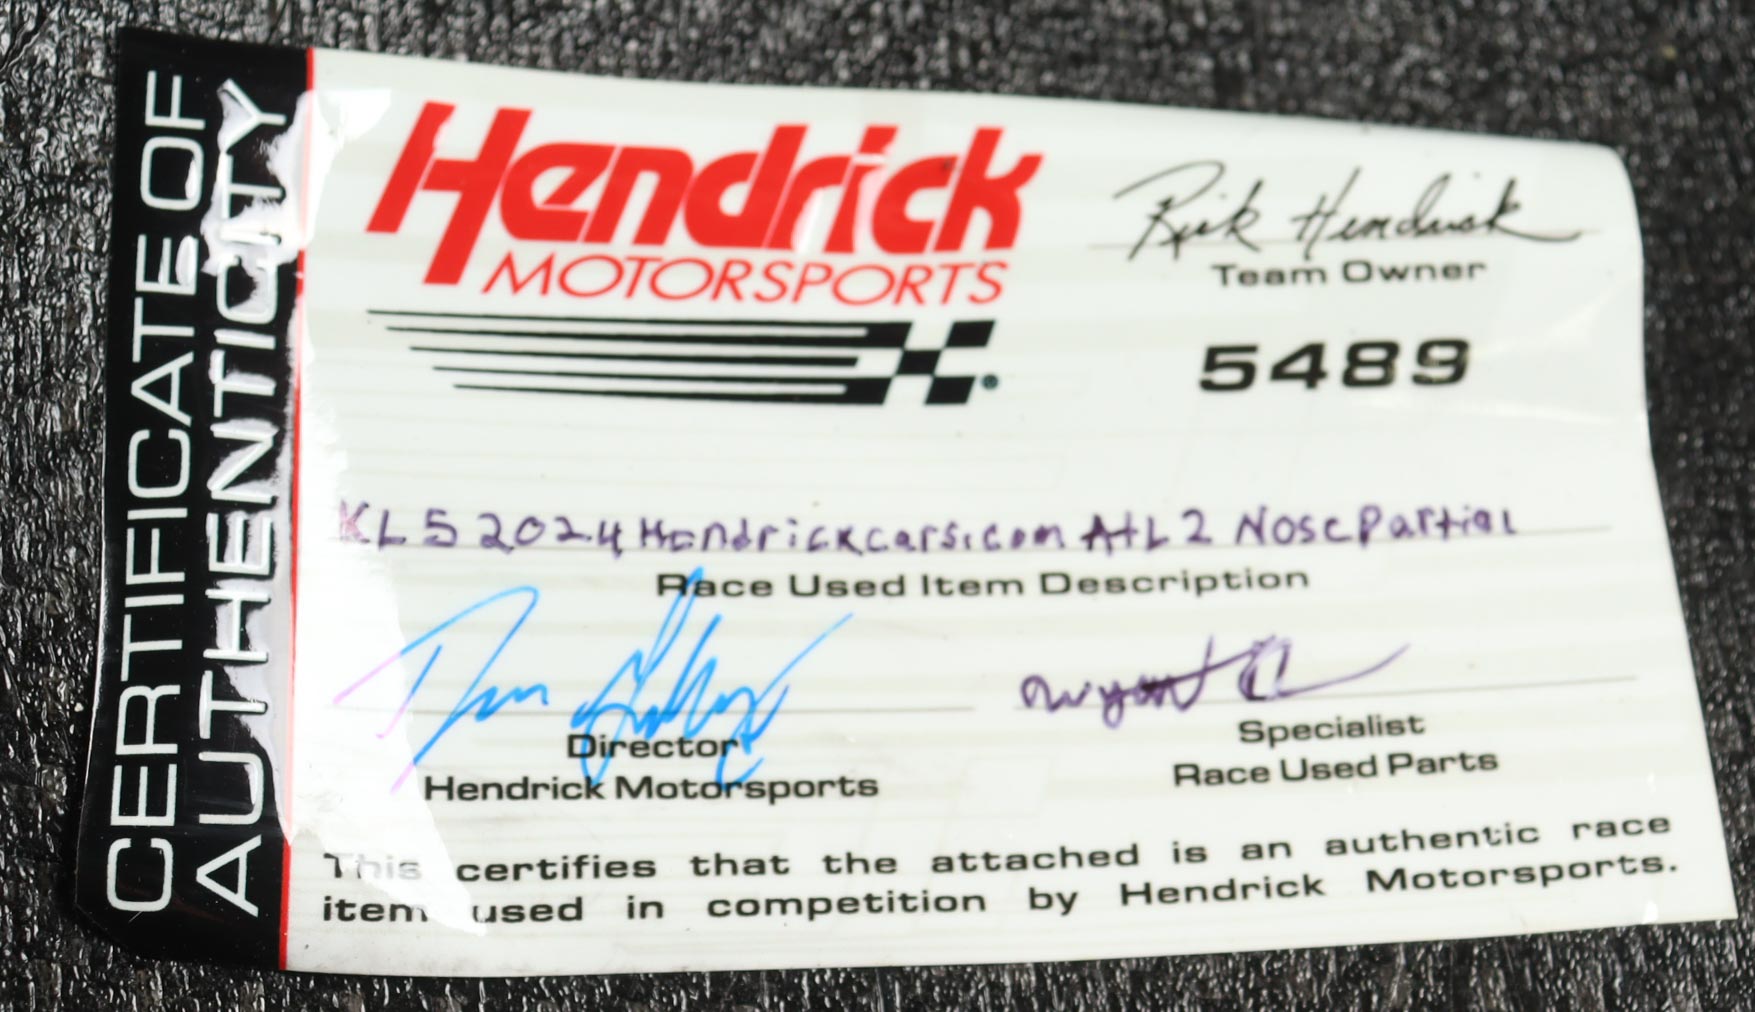 CERTIFICATE OF
AUTHENTICITY
Hendrick
MOTORSPORTS
®
Rick Hendrick
Team Owner
5489
KL5 2024 Hendrickcars.com AtL 2 Nose Partial
Race Used Item Description
Director
Hendrick Motorsports
Specialist
Race Used Parts
This certifies that the attached is an authentic race
item used in competition by Hendrick Motorsports.